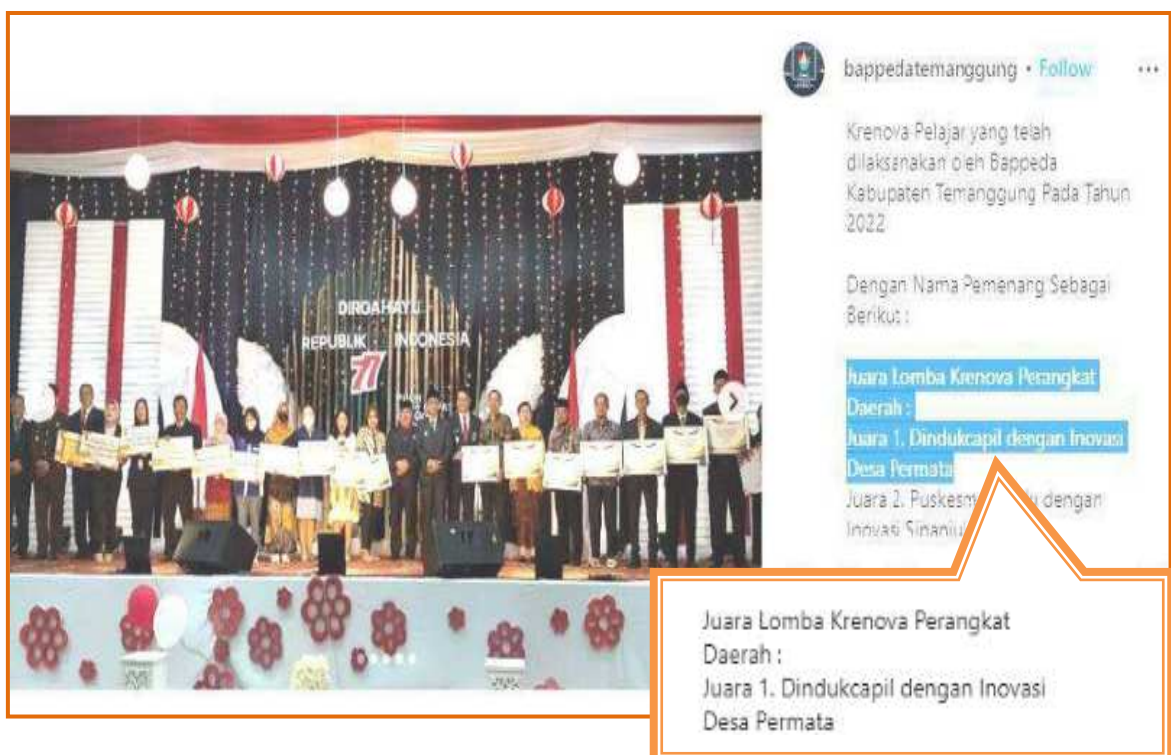 bappedatemanggung • Follow ...
Krenova Pelajar yang telah
dilaksanakan oleh Bappeda
Kabupaten Temanggung Pada Tahun
2022
Dengan Nama Pemenang Sebagai
Berikut :
Juara Lomba Krenova Perangkat
Daerah :
Juara 1. Dindukcapil dengan Inovasi
Desa Permata
Juara 2. dengan
Inovasi
DIRGAHAYU
REPUBLIK INDONESIA
77
Juara Lomba Krenova Perangkat
Daerah :
Juara 1. Dindukcapil dengan Inovasi
Desa Permata